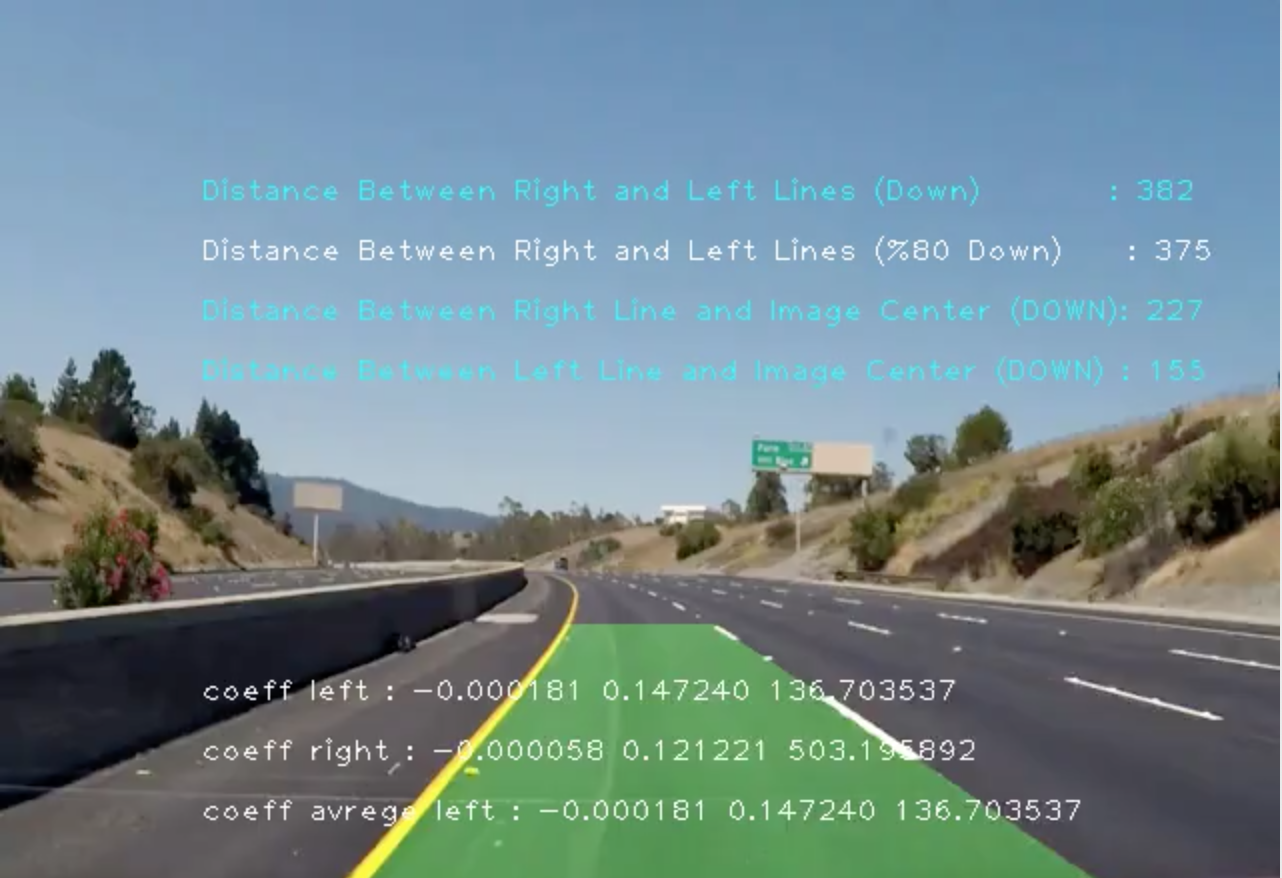 Distance Between Right and Left Lines (Down) : 382
Distance Between Right and Left Lines (%80 Down) : 375
Distance Between Right Line and Image Center (DOWN): 227
Distance Between Left Line and Image Center (DOWN) : 155
coeff left : -0.000181 0.147240 136.703537
coeff right : -0.000058 0.121221 503.195892
coeff avrege left : -0.000181 0.147240 136.703537